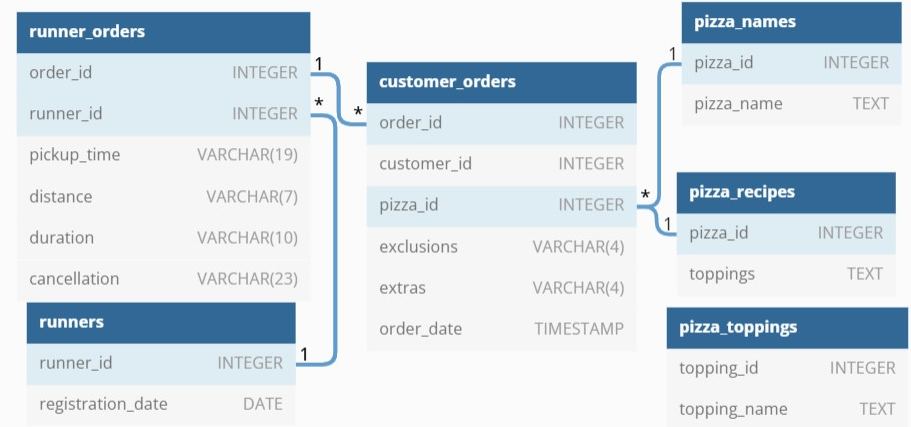 runner_orders
order_id INTEGER
runner_id INTEGER
pickup_time VARCHAR(19)
distance VARCHAR(7)
duration VARCHAR(10)
cancellation VARCHAR(23)
1
*
runners
runner_id INTEGER
registration_date DATE
1
*
customer_orders
order_id INTEGER
customer_id INTEGER
pizza_id INTEGER
exclusions VARCHAR(4)
extras VARCHAR(4)
order_date TIMESTAMP
*
1
1
pizza_names
pizza_id INTEGER
pizza_name TEXT
pizza_recipes
pizza_id INTEGER
toppings TEXT
pizza_toppings
topping_id INTEGER
topping_name TEXT